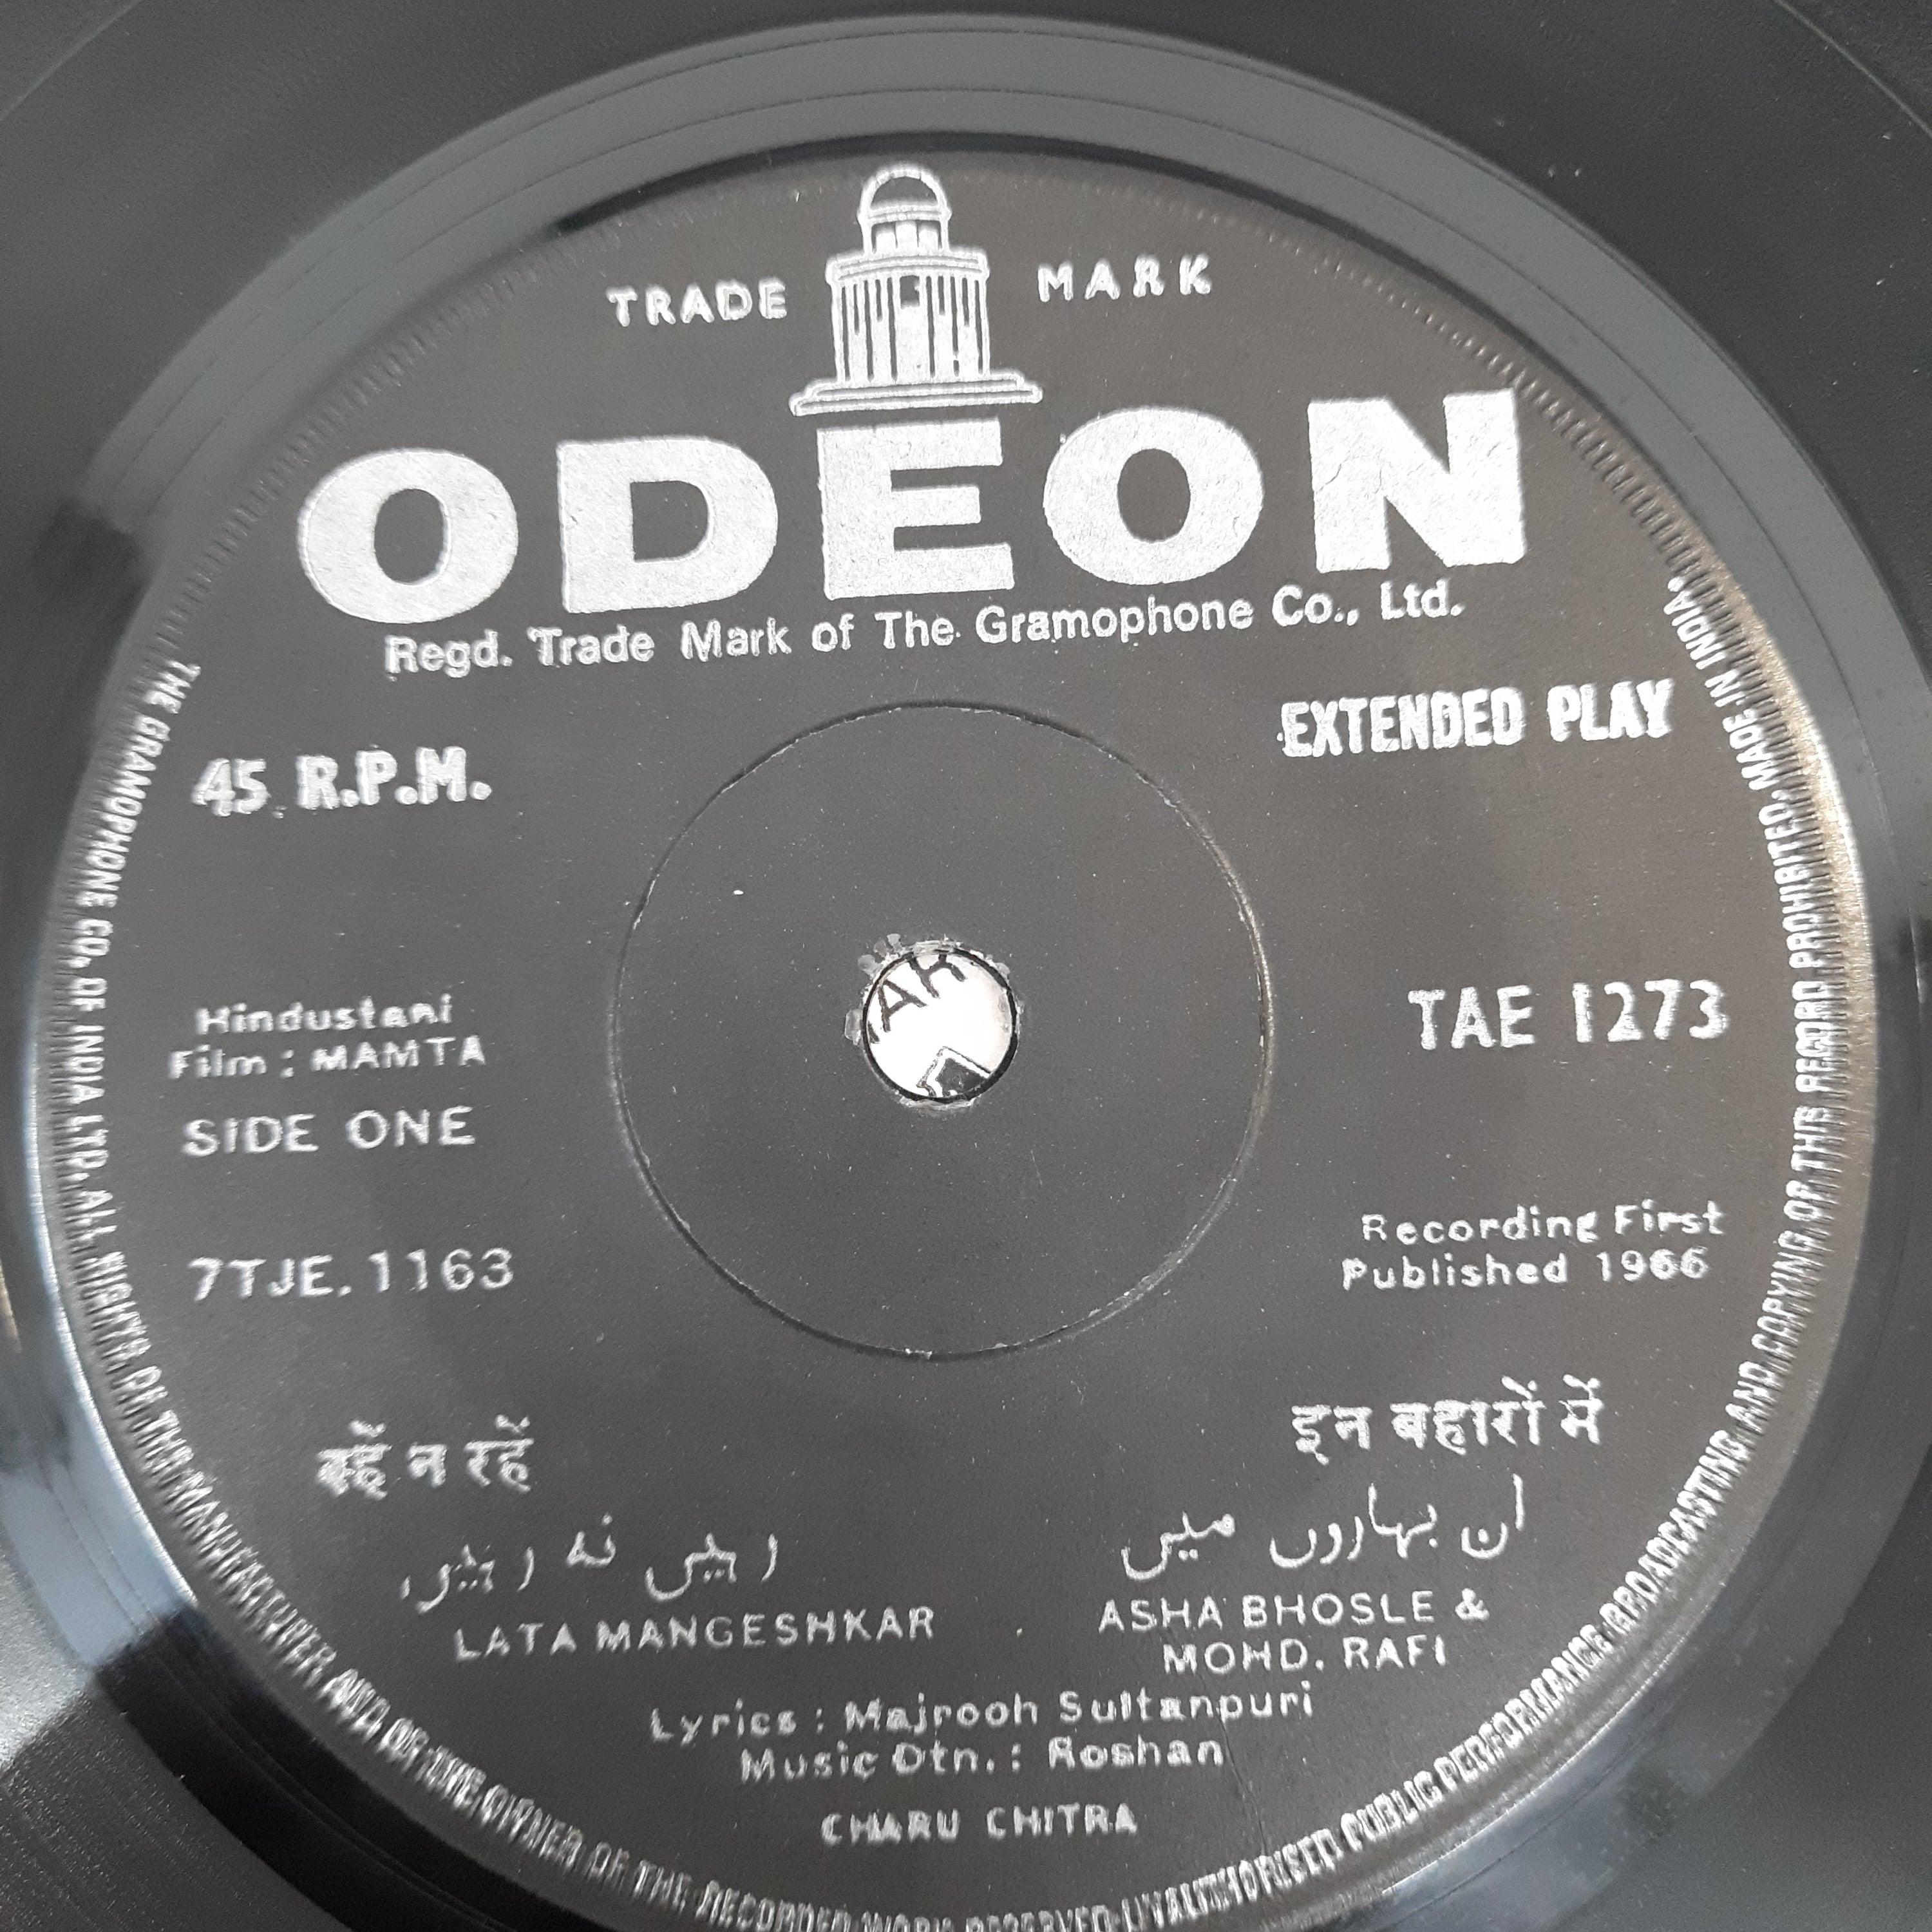 TRADE MARK
ODEON
Regd. Trade Mark of The Gramophone Co., Ltd.
45 R.P.M.
EXTENDED PLAY
Hindustani
Film : MAMTA
SIDE ONE
7TJE. 1163
TAE 1273
Recording First
Published 1966
रहें न रहें
رہیں نہ رہیں
LATA MANGESHKAR
इन बहारों में
ان بہاروں میں
ASHA BHOSLE &
MOHD. RAFI
Lyrics : Majrooh Sultanpuri
Music Dtn. : Roshan
CHARU CHITRA
THE GRAMOPHONE CO. OF INDIA LTD. ALL RIGHTS OF THE MANUFACTURER AND OF THE OWNER OF THE RECORDED WORK RESERVED UNAUTHORISED PUBLIC PERFORMANCE BROADCASTING AND COPYING OF THIS RECORD PROHIBITED. MADE IN INDIA.